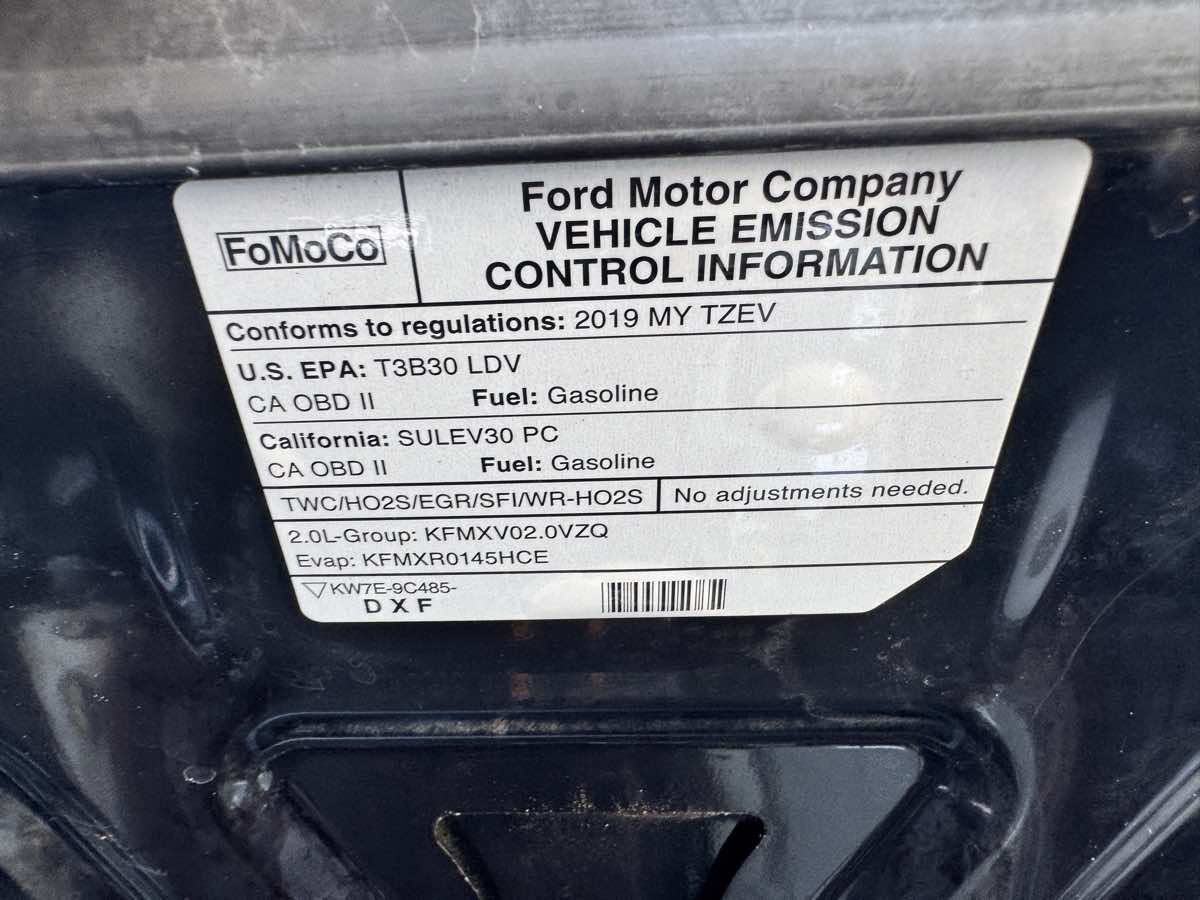 FoMoCo
Ford Motor Company
VEHICLE EMISSION
CONTROL INFORMATION
Conforms to regulations: 2019 MY TZEV
U.S. EPA: T3B30 LDV
CA OBD II Fuel: Gasoline
California: SULEV30 PC
CA OBD II Fuel: Gasoline
TWC/HO2S/EGR/SFI/WR-HO2S No adjustments needed.
2.0L-Group: KFMXV02.0VZQ
Evap: KFMXR0145HCE
KW7E-9C485-
D X F